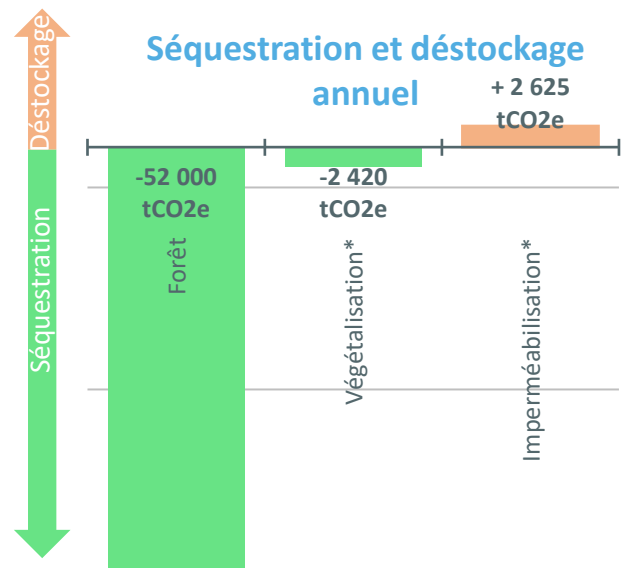 Séquestration et déstockage
annuel
Déstockage
Séquestration
-52 000
tCO2e
Forêt
-2 420
tCO2e
Végétalisation*
+ 2 625
tCO2e
Imperméabilisation*